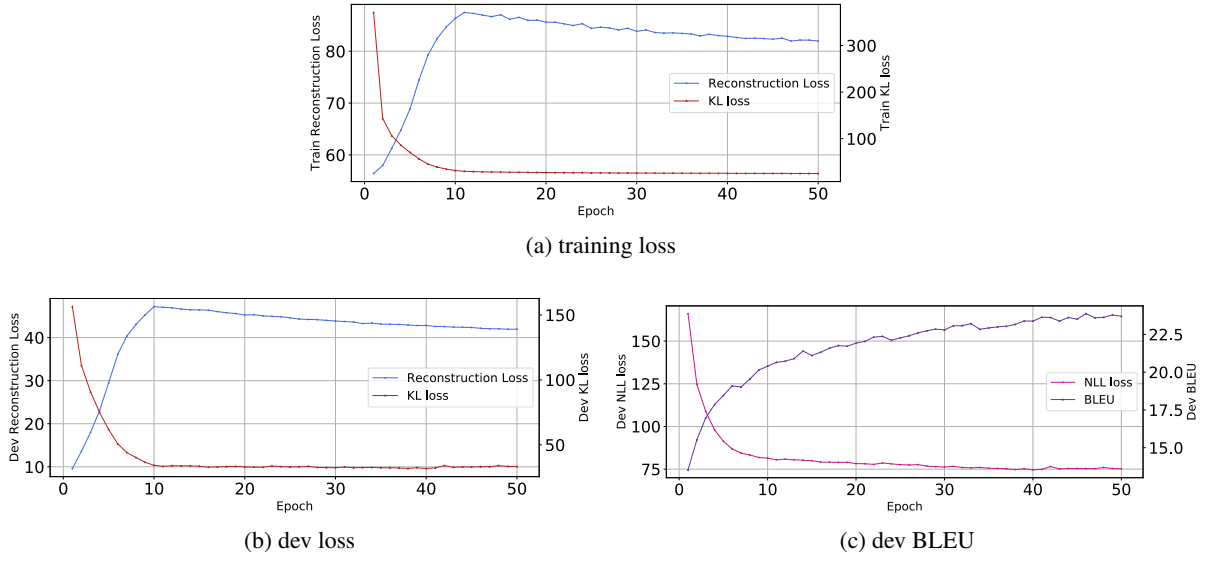 80
70
60
300
200
100
Train Reconstruction Loss
Train KL loss
Reconstruction Loss
KL loss
0 10 20 30 40 50
Epoch
(a) training loss
40
30
20
10
150
100
50
Dev Reconstruction Loss
Dev KL loss
Reconstruction Loss
KL loss
0 10 20 30 40 50
Epoch
(b) dev loss
150
125
100
75
22.5
20.0
17.5
15.0
Dev NLL loss
Dev BLEU
NLL loss
BLEU
0 10 20 30 40 50
Epoch
(c) dev BLEU